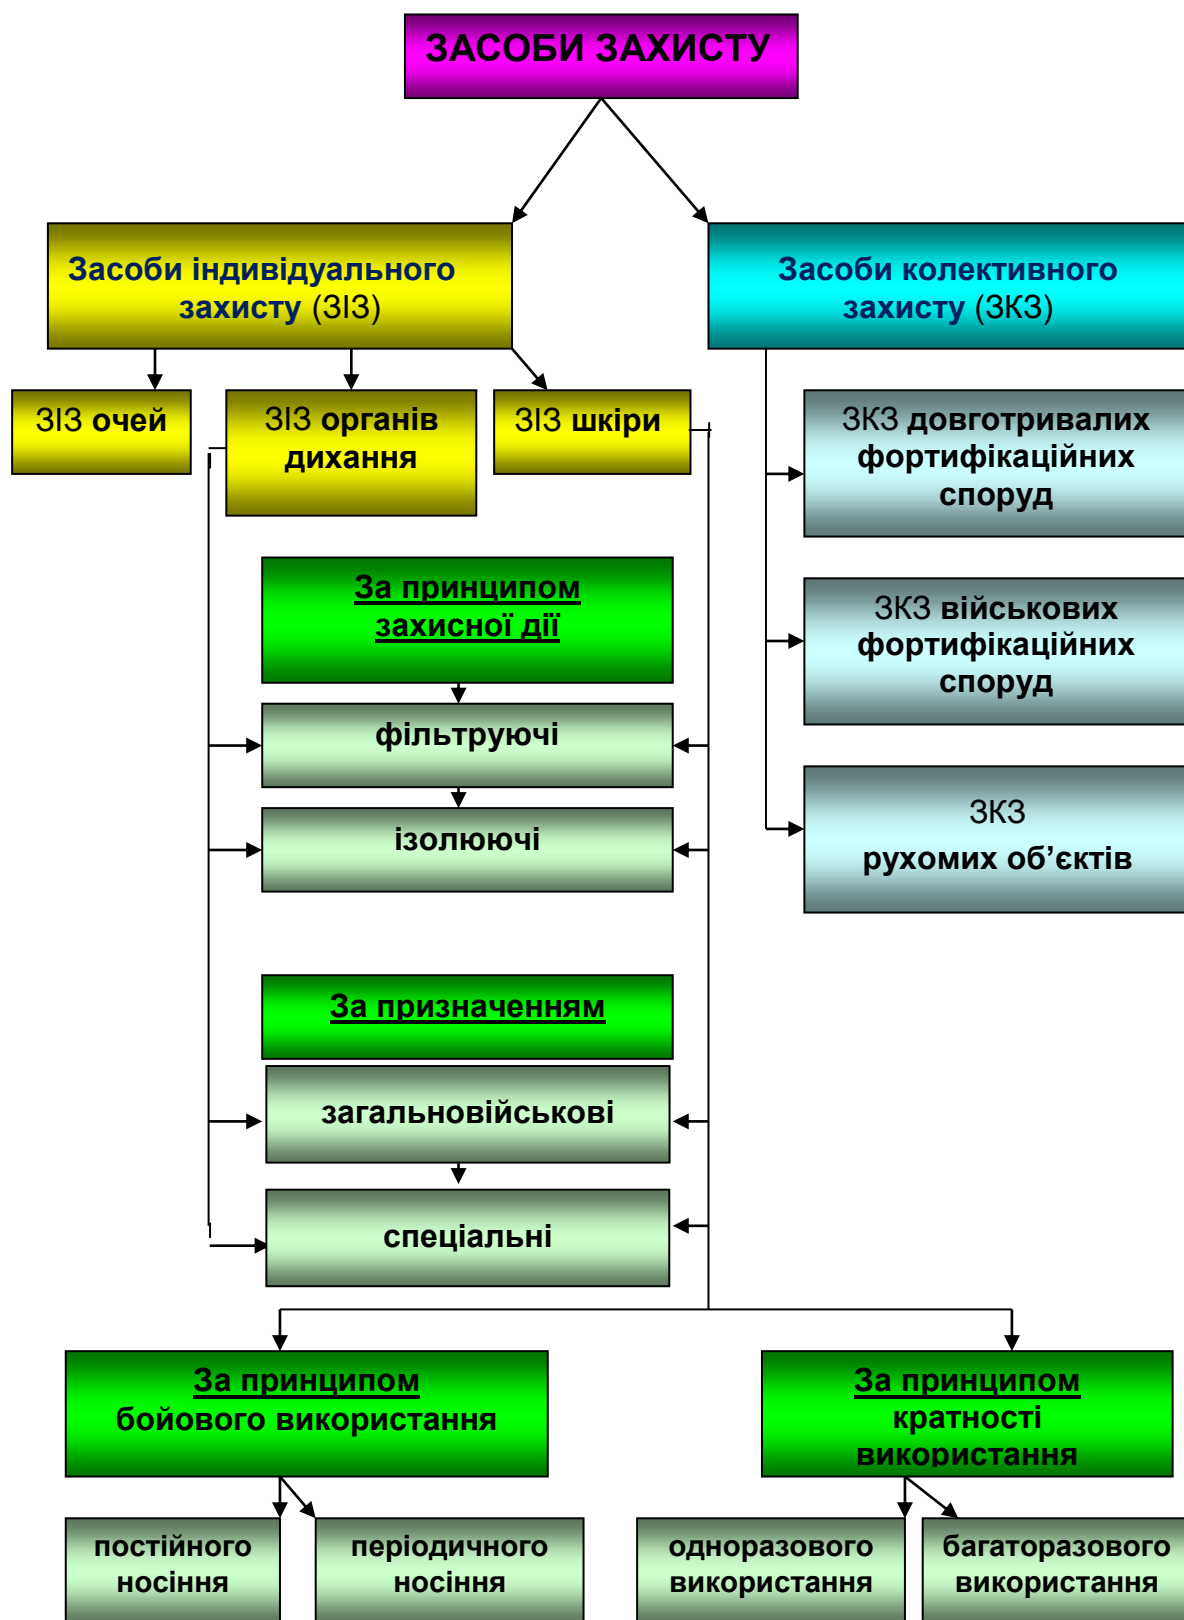 ЗАСОБИ ЗАХИСТУ
Засоби індивідуального
захисту (ЗІЗ)
Засоби колективного
захисту (ЗКЗ)
ЗІЗ очей
ЗІЗ органів
дихання
ЗІЗ шкіри
ЗКЗ довготривалих
фортифікаційних
споруд
За принципом
захисної дії
ЗКЗ військових
фортифікаційних
споруд
фільтруючі
ізолюючі
ЗКЗ
рухомих об’єктів
За призначенням
загальновійськові
спеціальні
За принципом
бойового використання
За принципом
кратності
використання
постійного
носіння
періодичного
носіння
одноразового
використання
багаторазового
використання